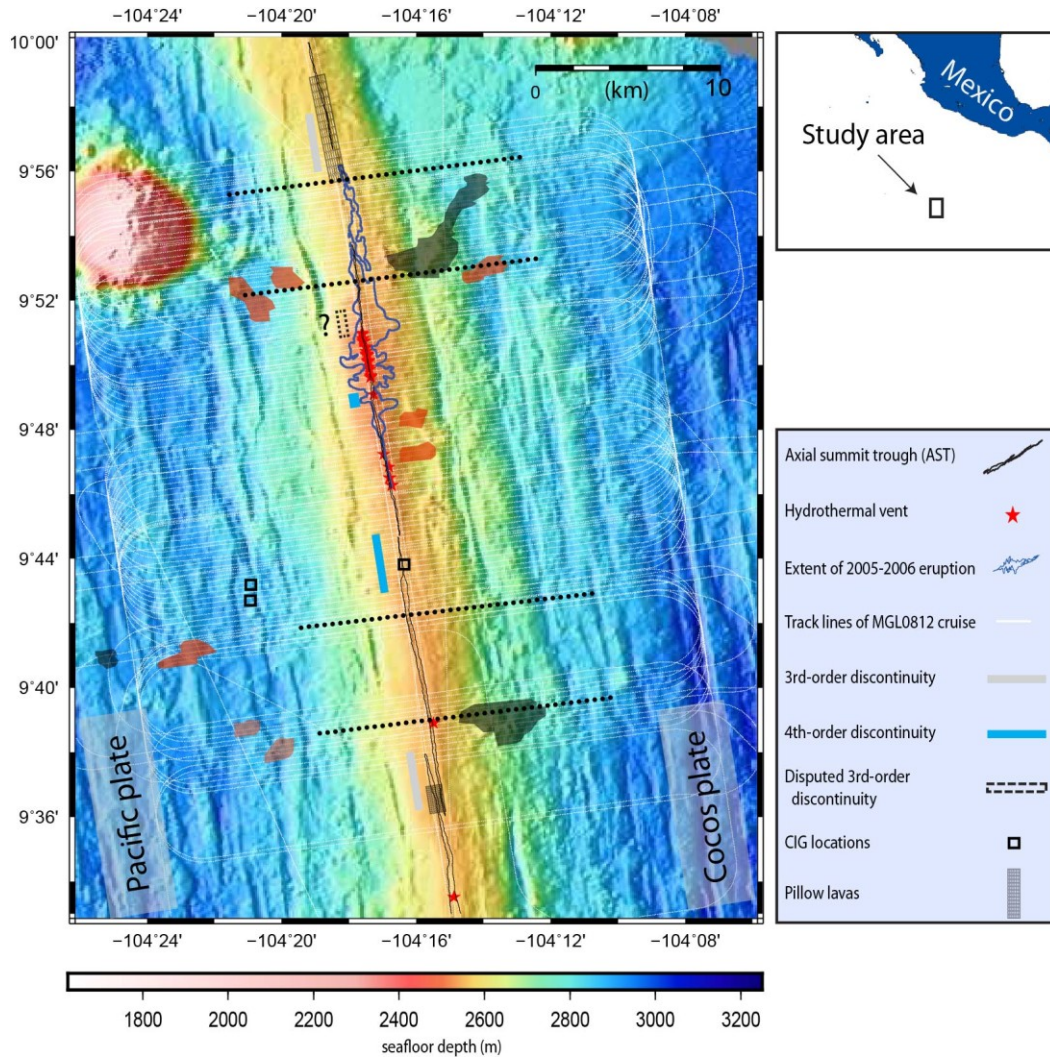 −104°24' −104°20' −104°16' −104°12' −104°08'
10°00'
9°56'
9°52'
9°48'
9°44'
9°40'
9°36'
0 (km) 10
?
Pacific plate
Cocos plate
−104°24' −104°20' −104°16' −104°12' −104°08'
1800 2000 2200 2400 2600 2800 3000 3200
seafloor depth (m)
Mexico
Study area
Axial summit trough (AST)
Hydrothermal vent
Extent of 2005-2006 eruption
Track lines of MGL0812 cruise
3rd-order discontinuity
4th-order discontinuity
Disputed 3rd-order
discontinuity
CIG locations
Pillow lavas